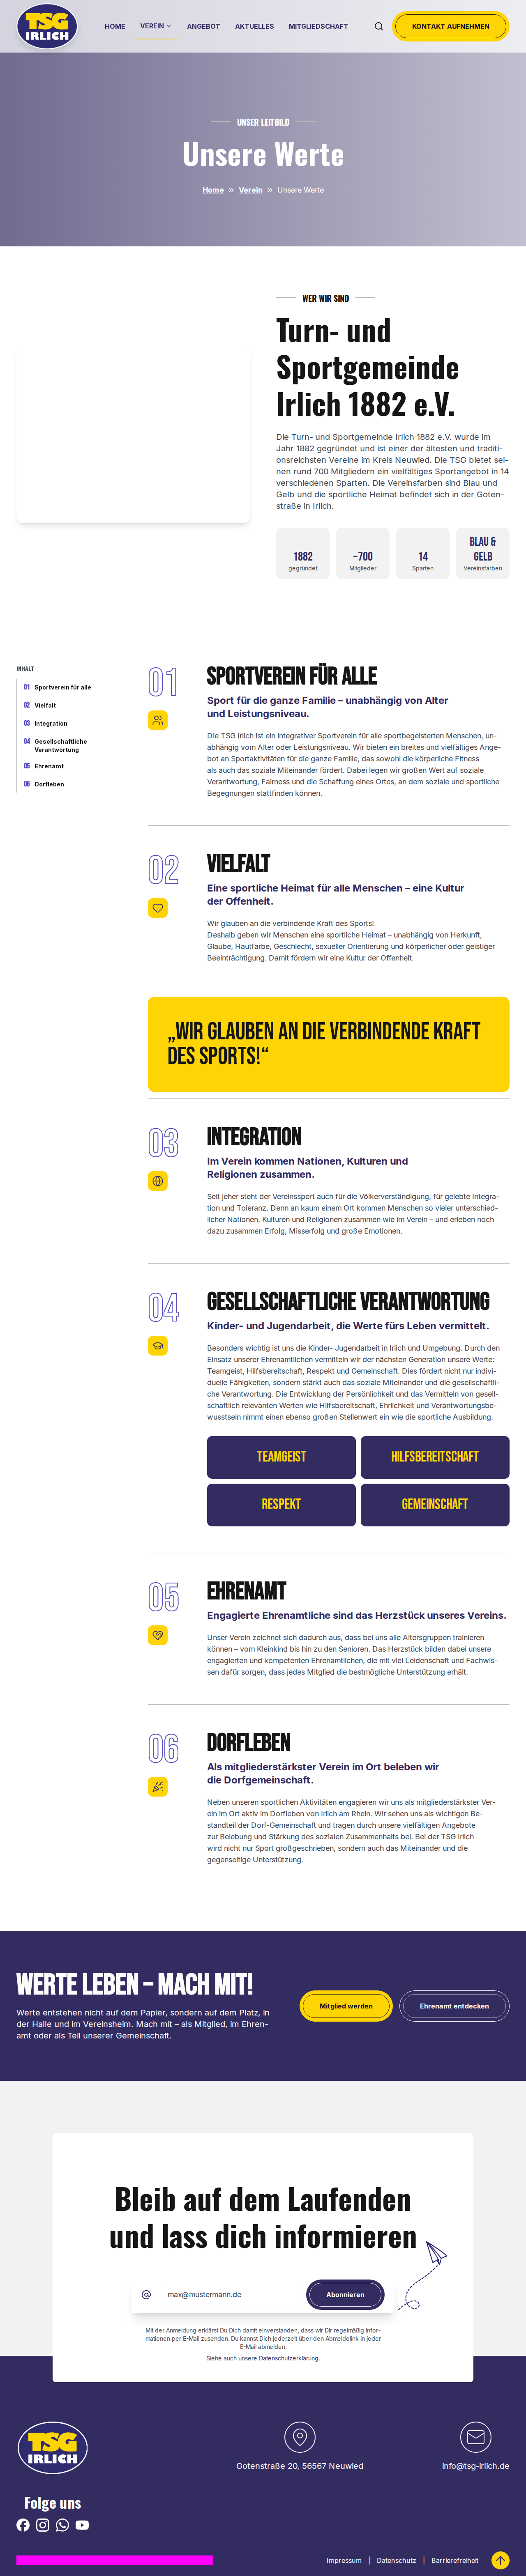 TSG
IRLICH
HOME
VEREIN
ANGEBOT
AKTUELLES
MITGLIEDSCHAFT
KONTAKT AUFNEHMEN
UNSER LEITBILD
Unsere Werte
Home » Verein » Unsere Werte
WER WIR SIND
Turn- und
Sportgemeinde
Irlich 1882 e.V.
Die Turn- und Sportgemeinde Irlich 1882 e.V. wurde im
Jahr 1882 gegründet und ist einer der ältesten und traditi-
onsreichsten Vereine im Kreis Neuwied. Die TSG bietet sei-
nen rund 700 Mitgliedern ein vielfältiges Sportangebot in 14
verschiedenen Sparten. Die Vereinsfarben sind Blau und
Gelb und die sportliche Heimat befindet sich in der Goten-
straße in Irlich.
1882
gegründet
~700
Mitglieder
14
Sparten
BLAU &
GELB
Vereinsfarben
INHALT
01 Sportverein für alle
02 Vielfalt
03 Integration
04 Gesellschaftliche
Verantwortung
05 Ehrenamt
06 Dorfleben
01
SPORTVEREIN FÜR ALLE
Sport für die ganze Familie – unabhängig von Alter
und Leistungsniveau.
Die TSG Irlich ist ein integrativer Sportverein für alle sportbegeisterten Menschen, un-
abhängig vom Alter oder Leistungsniveau. Wir bieten ein breites und vielfältiges Ange-
bot an Sportaktivitäten für die ganze Familie, das sowohl die körperliche Fitness
als auch das soziale Miteinander fördert. Dabei legen wir großen Wert auf soziale
Verantwortung, Fairness und die Schaffung eines Ortes, an dem soziale und sportliche
Begegnungen stattfinden können.
02
VIELFALT
Eine sportliche Heimat für alle Menschen – eine Kultur
der Offenheit.
Wir glauben an die verbindende Kraft des Sports!
Deshalb geben wir Menschen eine sportliche Heimat – unabhängig von Herkunft,
Glaube, Hautfarbe, Geschlecht, sexueller Orientierung und körperlicher oder geistiger
Beeinträchtigung. Damit fördern wir eine Kultur der Offenheit.
„WIR GLAUBEN AN DIE VERBINDENDE KRAFT
DES SPORTS!“
03
INTEGRATION
Im Verein kommen Nationen, Kulturen und
Religionen zusammen.
Seit jeher steht der Vereinssport auch für die Völkerverständigung, für gelebte Integra-
tion und Toleranz. Denn an kaum einem Ort kommen Menschen so vieler unterschied-
licher Nationen, Kulturen und Religionen zusammen wie im Verein – und erleben noch
dazu zusammen Erfolg, Misserfolg und große Emotionen.
04
GESELLSCHAFTLICHE VERANTWORTUNG
Kinder- und Jugendarbeit, die Werte fürs Leben vermittelt.
Besonders wichtig ist uns die Kinder- Jugendarbeit in Irlich und Umgebung. Durch den
Einsatz unserer Ehrenamtlichen vermitteln wir der nächsten Generation unsere Werte:
Teamgeist, Hilfsbereitschaft, Respekt und Gemeinschaft. Dies fördert nicht nur indivi-
duelle Fähigkeiten, sondern stärkt auch das soziale Miteinander und die gesellschaftli-
che Verantwortung. Die Entwicklung der Persönlichkeit und das Vermitteln von gesell-
schaftlich relevanten Werten wie Hilfsbereitschaft, Ehrlichkeit und Verantwortungsbe-
wusstsein nimmt einen ebenso großen Stellenwert ein wie die sportliche Ausbildung.
TEAMGEIST
HILFSBEREITSCHAFT
RESPEKT
GEMEINSCHAFT
05
EHRENAMT
Engagierte Ehrenamtliche sind das Herzstück unseres Vereins.
Unser Verein zeichnet sich dadurch aus, dass bei uns alle Altersgruppen trainieren
können – vom Kleinkind bis hin zu den Senioren. Das Herzstück bilden dabei unsere
engagierten und kompetenten Ehrenamtlichen, die mit viel Leidenschaft und Fachwis-
sen dafür sorgen, dass jedes Mitglied die bestmögliche Unterstützung erhält.
06
DORFLEBEN
Als mitgliederstärkster Verein im Ort beleben wir
die Dorfgemeinschaft.
Neben unseren sportlichen Aktivitäten engagieren wir uns als mitgliederstärkster Ver-
ein im Ort aktiv im Dorfleben von Irlich am Rhein. Wir sehen uns als wichtigen Be-
standteil der Dorf-Gemeinschaft und tragen durch unsere vielfältigen Angebote
zur Belebung und Stärkung des sozialen Zusammenhalts bei. Bei der TSG Irlich
wird nicht nur Sport großgeschrieben, sondern auch das Miteinander und die
gegenseitige Unterstützung.
WERTE LEBEN – MACH MIT!
Werte entstehen nicht auf dem Papier, sondern auf dem Platz, in
der Halle und im Vereinsheim. Mach mit – als Mitglied, im Ehren-
amt oder als Teil unserer Gemeinschaft.
Mitglied werden
Ehrenamt entdecken
Bleib auf dem Laufenden
und lass dich informieren
max@mustermann.de
Abonnieren
Mit der Anmeldung erklärst Du Dich damit einverstanden, dass wir Dir regelmäßig Infor-
mationen per E-Mail zusenden. Du kannst Dich jederzeit über den Abmeldelink in jeder
E-Mail abmelden.
Siehe auch unsere Datenschutzerklärung.
TSG
IRLICH
Gotenstraße 20, 56567 Neuwied
info@tsg-irlich.de
Folge uns
Impressum | Datenschutz | Barrierefreiheit